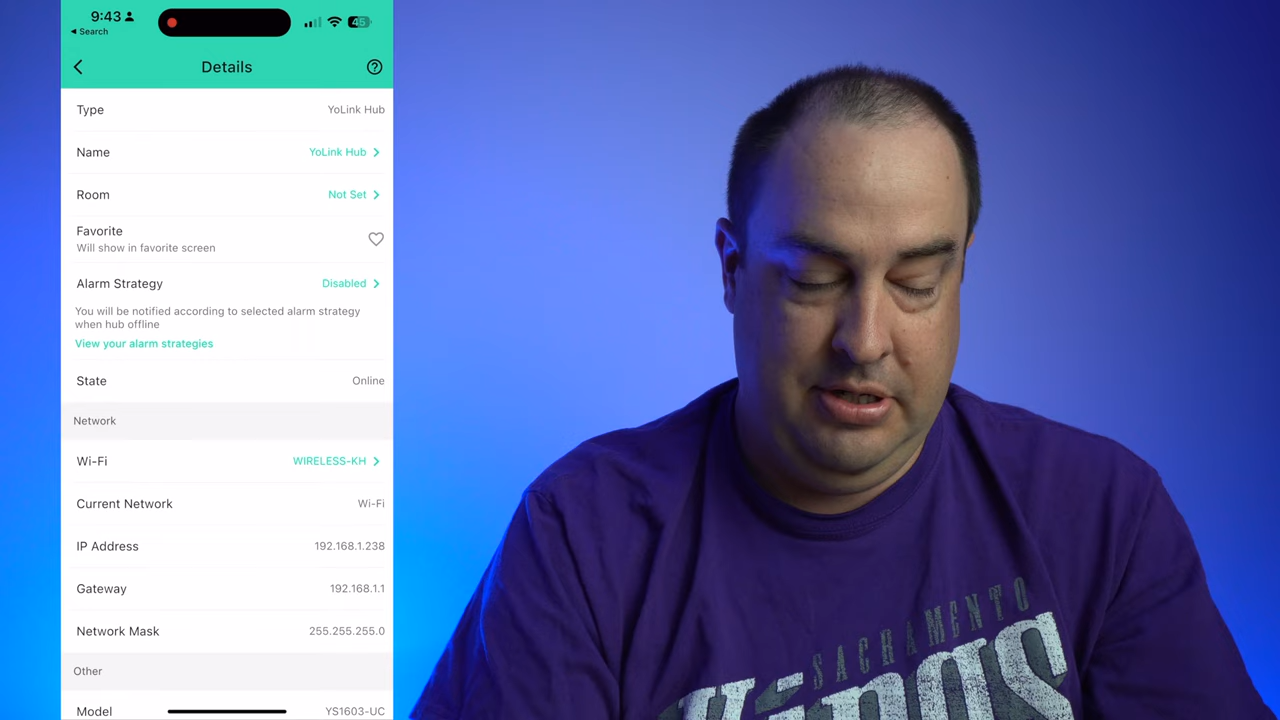 9:43
45
Search
Details
Type
YoLink Hub
Name
YoLink Hub
Room
Not Set
Favorite
Will show in favorite screen
Alarm Strategy
Disabled
You will be notified according to selected alarm strategy
when hub offline
View your alarm strategies
State
Online
Network
Wi-Fi
WIRELESS-KH
Current Network
Wi-Fi
IP Address
192.168.1.238
Gateway
192.168.1.1
Network Mask
255.255.255.0
Other
Model
YS1603-UC
SACRAMENTO
KINGS